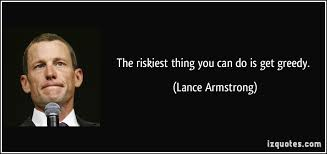 The riskiest thing you can do is get greedy.
(Lance Armstrong)
izquotes.com